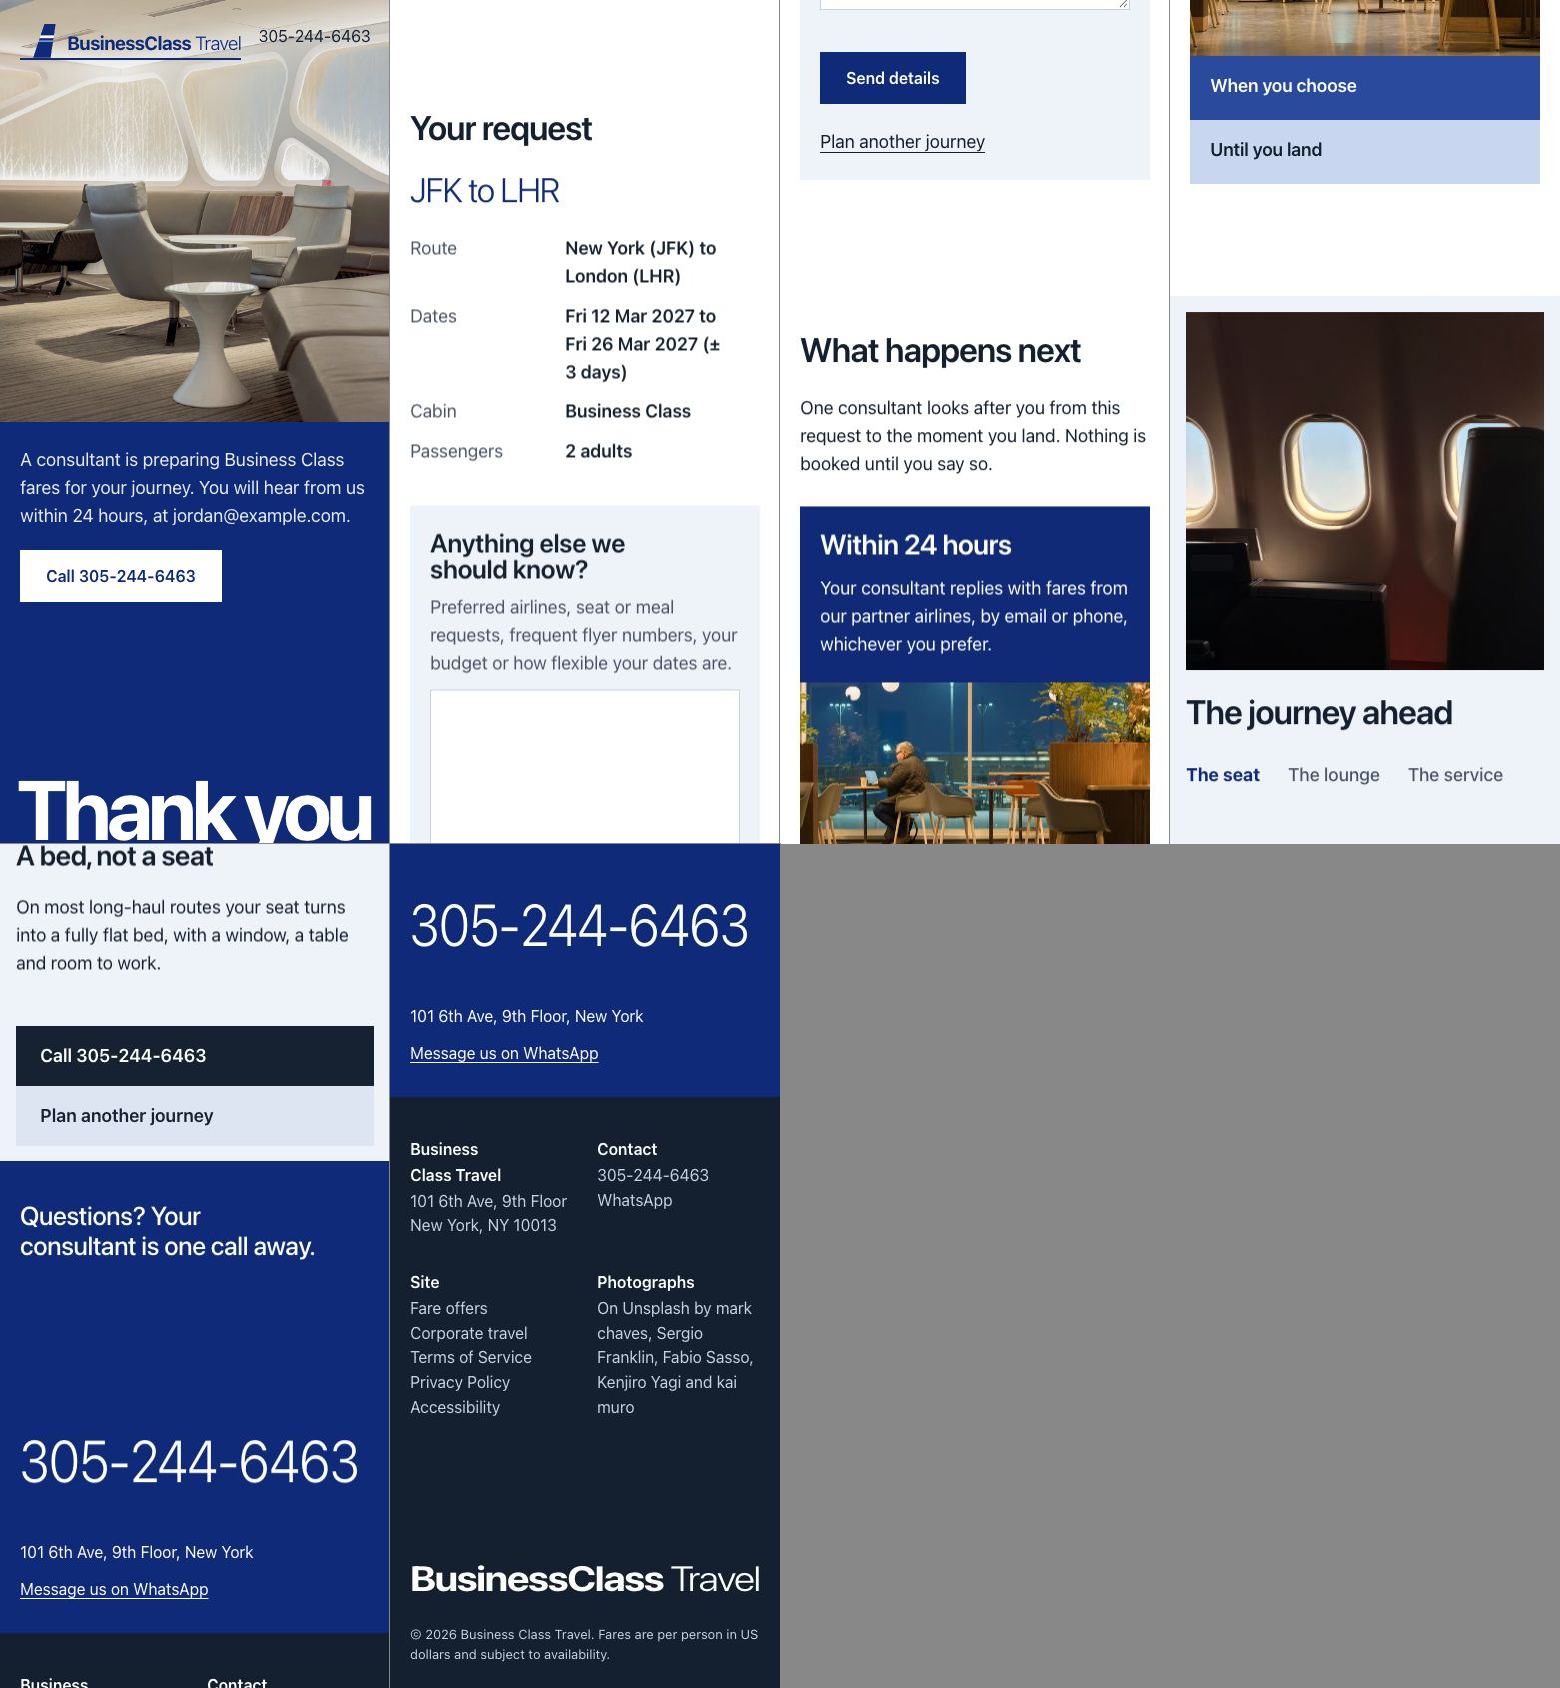 BusinessClass Travel
305-244-6463
A consultant is preparing Business Class
fares for your journey. You will hear from us
within 24 hours, at jordan@example.com.
Call 305-244-6463
Thank you
Your request
JFK to LHR
Route
New York (JFK) to
London (LHR)
Dates
Fri 12 Mar 2027 to
Fri 26 Mar 2027 (±
3 days)
Cabin
Business Class
Passengers
2 adults
Anything else we
should know?
Preferred airlines, seat or meal
requests, frequent flyer numbers, your
budget or how flexible your dates are.
Send details
Plan another journey
What happens next
One consultant looks after you from this
request to the moment you land. Nothing is
booked until you say so.
Within 24 hours
Your consultant replies with fares from
our partner airlines, by email or phone,
whichever you prefer.
When you choose
Until you land
The journey ahead
The seat
The lounge
The service
A bed, not a seat
On most long-haul routes your seat turns
into a fully flat bed, with a window, a table
and room to work.
Call 305-244-6463
Plan another journey
Questions? Your
consultant is one call away.
305-244-6463
101 6th Ave, 9th Floor, New York
Message us on WhatsApp
Business
Contact
305-244-6463
101 6th Ave, 9th Floor, New York
Message us on WhatsApp
Business
Class Travel
101 6th Ave, 9th Floor
New York, NY 10013
Contact
305-244-6463
WhatsApp
Site
Fare offers
Corporate travel
Terms of Service
Privacy Policy
Accessibility
Photographs
On Unsplash by mark
chaves, Sergio
Franklin, Fabio Sasso,
Kenjiro Yagi and kai
muro
BusinessClass Travel
© 2026 Business Class Travel. Fares are per person in US
dollars and subject to availability.